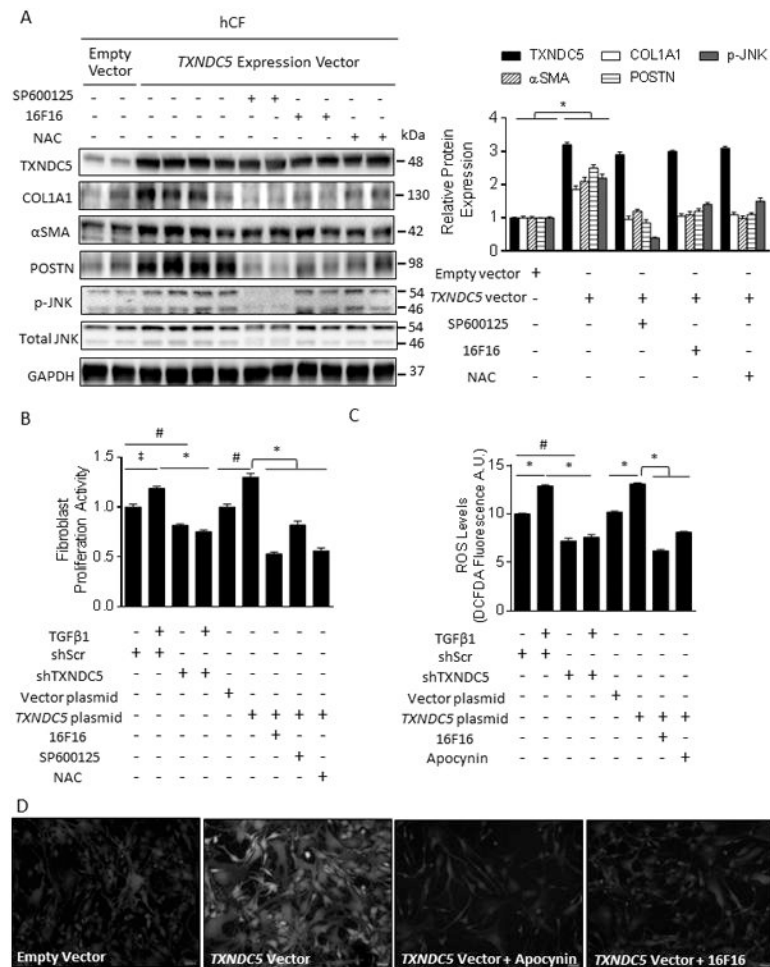 A
hCF
Empty Vector
TXNDC5 Expression Vector
SP600125 - - - - - - + + - - - -
16F16 - - - - - - - - + + - -
NAC - - - - - - - - - - + +
kDa
TXNDC5 48
COL1A1 130
αSMA 42
POSTN 98
p-JNK 54
46
Total JNK 54
46
GAPDH 37
TXNDC5 COL1A1 p-JNK
αSMA POSTN
Relative Protein Expression
4
3
2
1
0
*
Empty vector + - - - -
TXNDC5 vector - + + + +
SP600125 - - + - -
16F16 - - - + -
NAC - - - - +
B
Fibroblast Proliferation Activity
1.5
1.0
0.5
0.0
#
‡ * # *
TGFβ1 - + - + - - - - -
shScr + + - - - - - - -
shTXNDC5 - - + + - - - - -
Vector plasmid - - - - + - - - -
TXNDC5 plasmid - - - - - + + + +
16F16 - - - - - - + - -
SP600125 - - - - - - - + -
NAC - - - - - - - - +
C
ROS Levels (DCFDA Fluorescence A.U.)
15
10
5
0
#
* * * *
TGFβ1 - + - + - - - -
shScr + + - - - - - -
shTXNDC5 - - + + - - - -
Vector plasmid - - - - + - - -
TXNDC5 plasmid - - - - - + + +
16F16 - - - - - - + -
Apocynin - - - - - - - +
D
Empty Vector
TXNDC5 Vector
TXNDC5 Vector + Apocynin
TXNDC5 Vector + 16F16